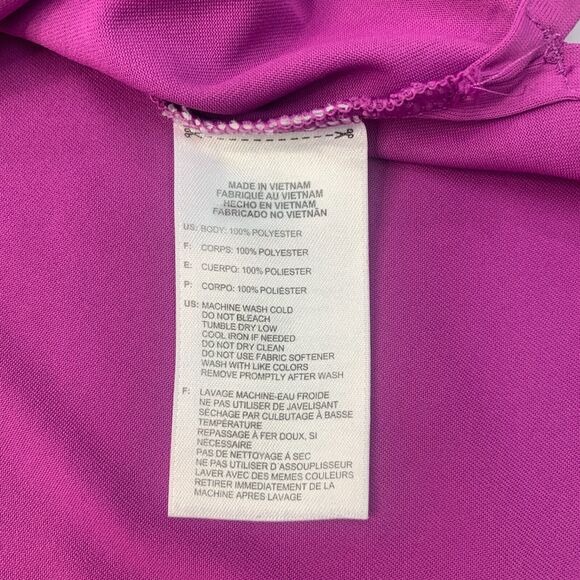 MADE IN VIETNAM
FABRIQUÉ AU VIETNAM
HECHO EN VIETNAM
FABRICADO NO VIETNÃN
US: BODY: 100% POLYESTER
F: CORPS: 100% POLYESTER
E: CUERPO: 100% POLIESTER
P: CORPO: 100% POLIÉSTER
US: MACHINE WASH COLD
DO NOT BLEACH
TUMBLE DRY LOW
COOL IRON IF NEEDED
DO NOT DRY CLEAN
DO NOT USE FABRIC SOFTENER
WASH WITH LIKE COLORS
REMOVE PROMPTLY AFTER WASH
F: LAVAGE MACHINE-EAU FROIDE
NE PAS UTILISER DE JAVELISANT
SÉCHAGE PAR CULBUTAGE À BASSE
TEMPÉRATURE
REPASSAGE À FER DOUX, SI
NÉCESSAIRE
PAS DE NETTOYAGE À SEC
NE PAS UTILISER D'ASSOUPLISSEUR
LAVER AVEC DES MEMES COULEURS
RETIRER IMMEDIATEMENT DE LA
MACHINE APRES LAVAGE